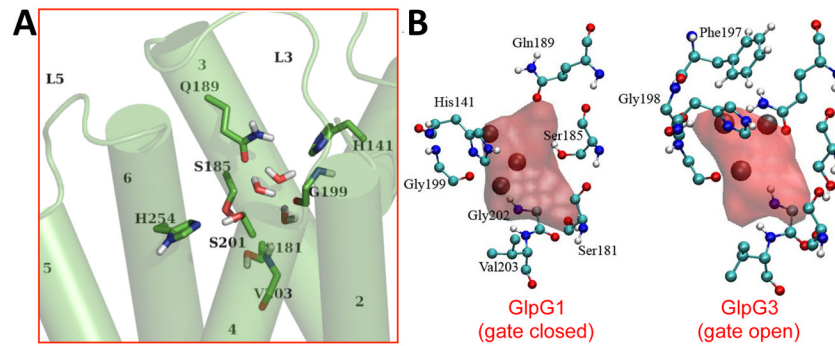 A
L5
3
L3
Q189
H141
S185
G199
6
H254
S201
S181
5
V203
4
2
B
Gln189
His141
Ser185
Gly199
Gly202
Ser181
Val203
GlpG1
(gate closed)
Phe197
Gly198
GlpG3
(gate open)